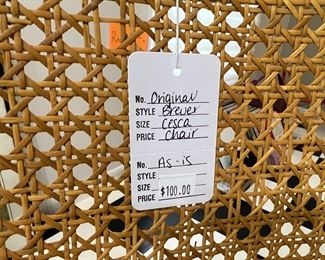 No. Original
STYLE Breuer
SIZE Cesca
PRICE Chair
No. As-is
STYLE
SIZE
PRICE $100.00